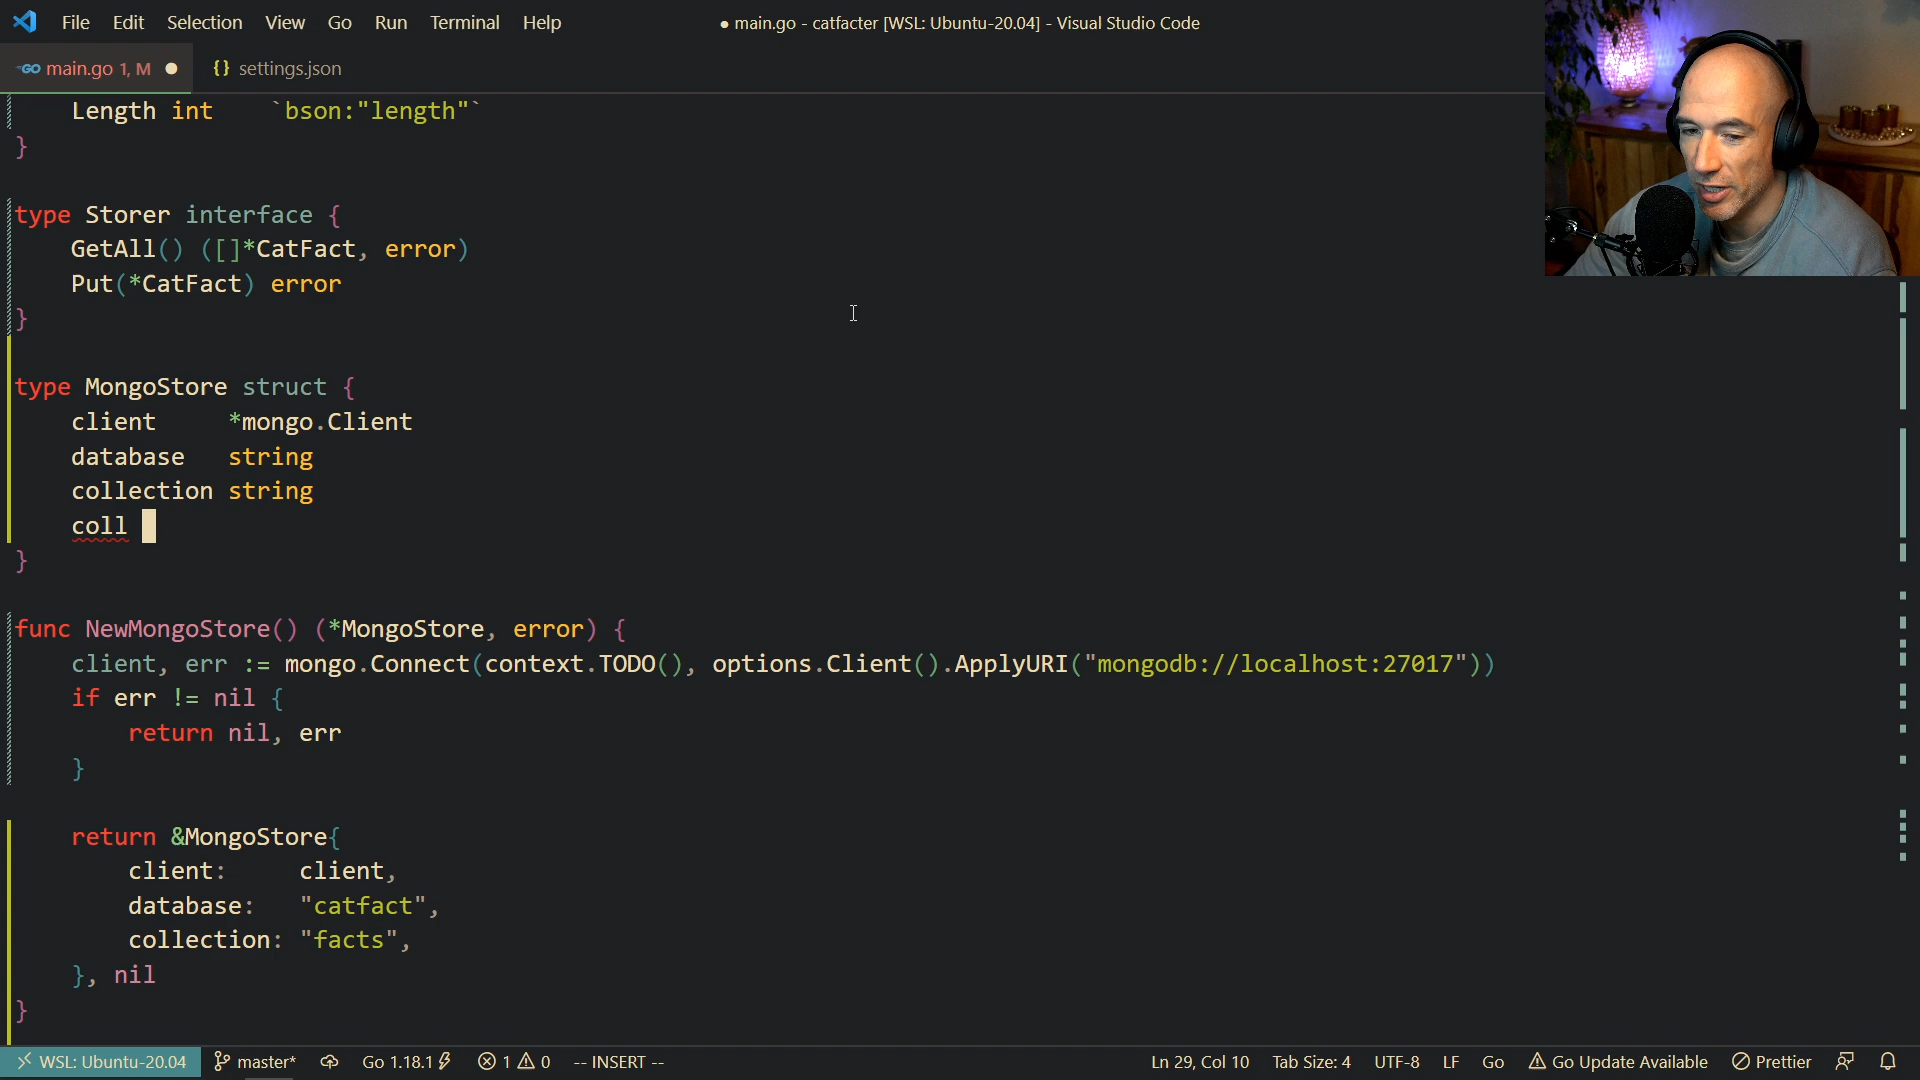 File Edit Selection View Go Run Terminal Help
● main.go - catfacter [WSL: Ubuntu-20.04] - Visual Studio Code
GO main.go 1, M ●
{} settings.json
Length int `bson:"length"`
}
type Storer interface {
GetAll() ([]*CatFact, error)
Put(*CatFact) error
}
type MongoStore struct {
client *mongo.Client
database string
collection string
coll
}
func NewMongoStore() (*MongoStore, error) {
client, err := mongo.Connect(context.TODO(), options.Client().ApplyURI("mongodb://localhost:27017"))
if err != nil {
return nil, err
}
return &MongoStore{
client: client,
database: "catfact",
collection: "facts",
}, nil
}
WSL: Ubuntu-20.04 master* Go 1.18.1 1 0 -- INSERT -- Ln 29, Col 10 Tab Size: 4 UTF-8 LF Go Go Update Available Prettier